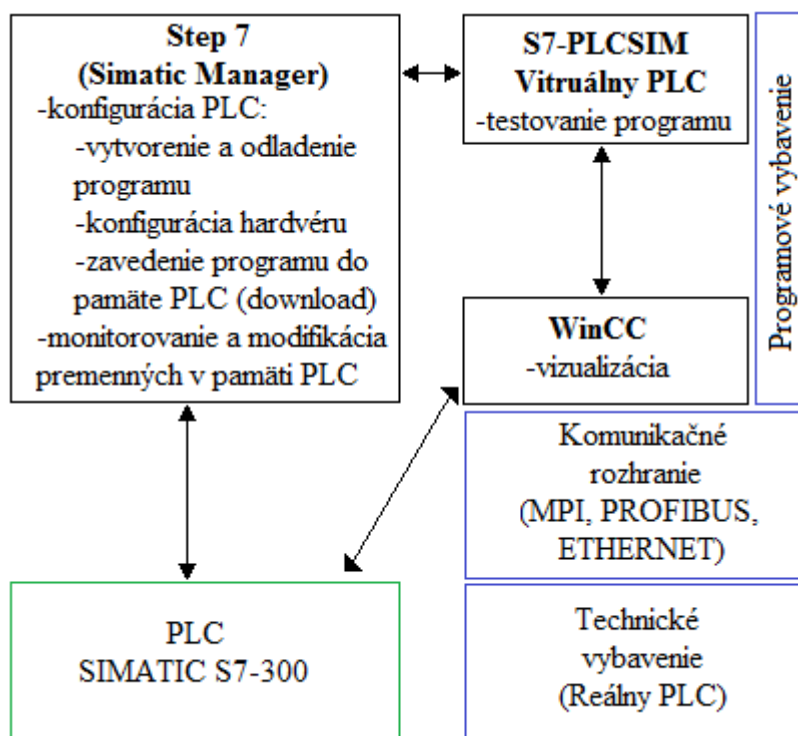 Step 7
(Simatic Manager)
-konfigurácia PLC:
-vytvorenie a odladenie
programu
-konfigurácia hardvéru
-zavedenie programu do
pamäte PLC (download)
-monitorovanie a modifikácia
premenných v pamäti PLC
S7-PLCSIM
Vitruálny PLC
-testovanie programu
Programové vybavenie
WinCC
-vizualizácia
Komunikačné
rozhranie
(MPI, PROFIBUS,
ETHERNET)
PLC
SIMATIC S7-300
Technické
vybavenie
(Reálny PLC)